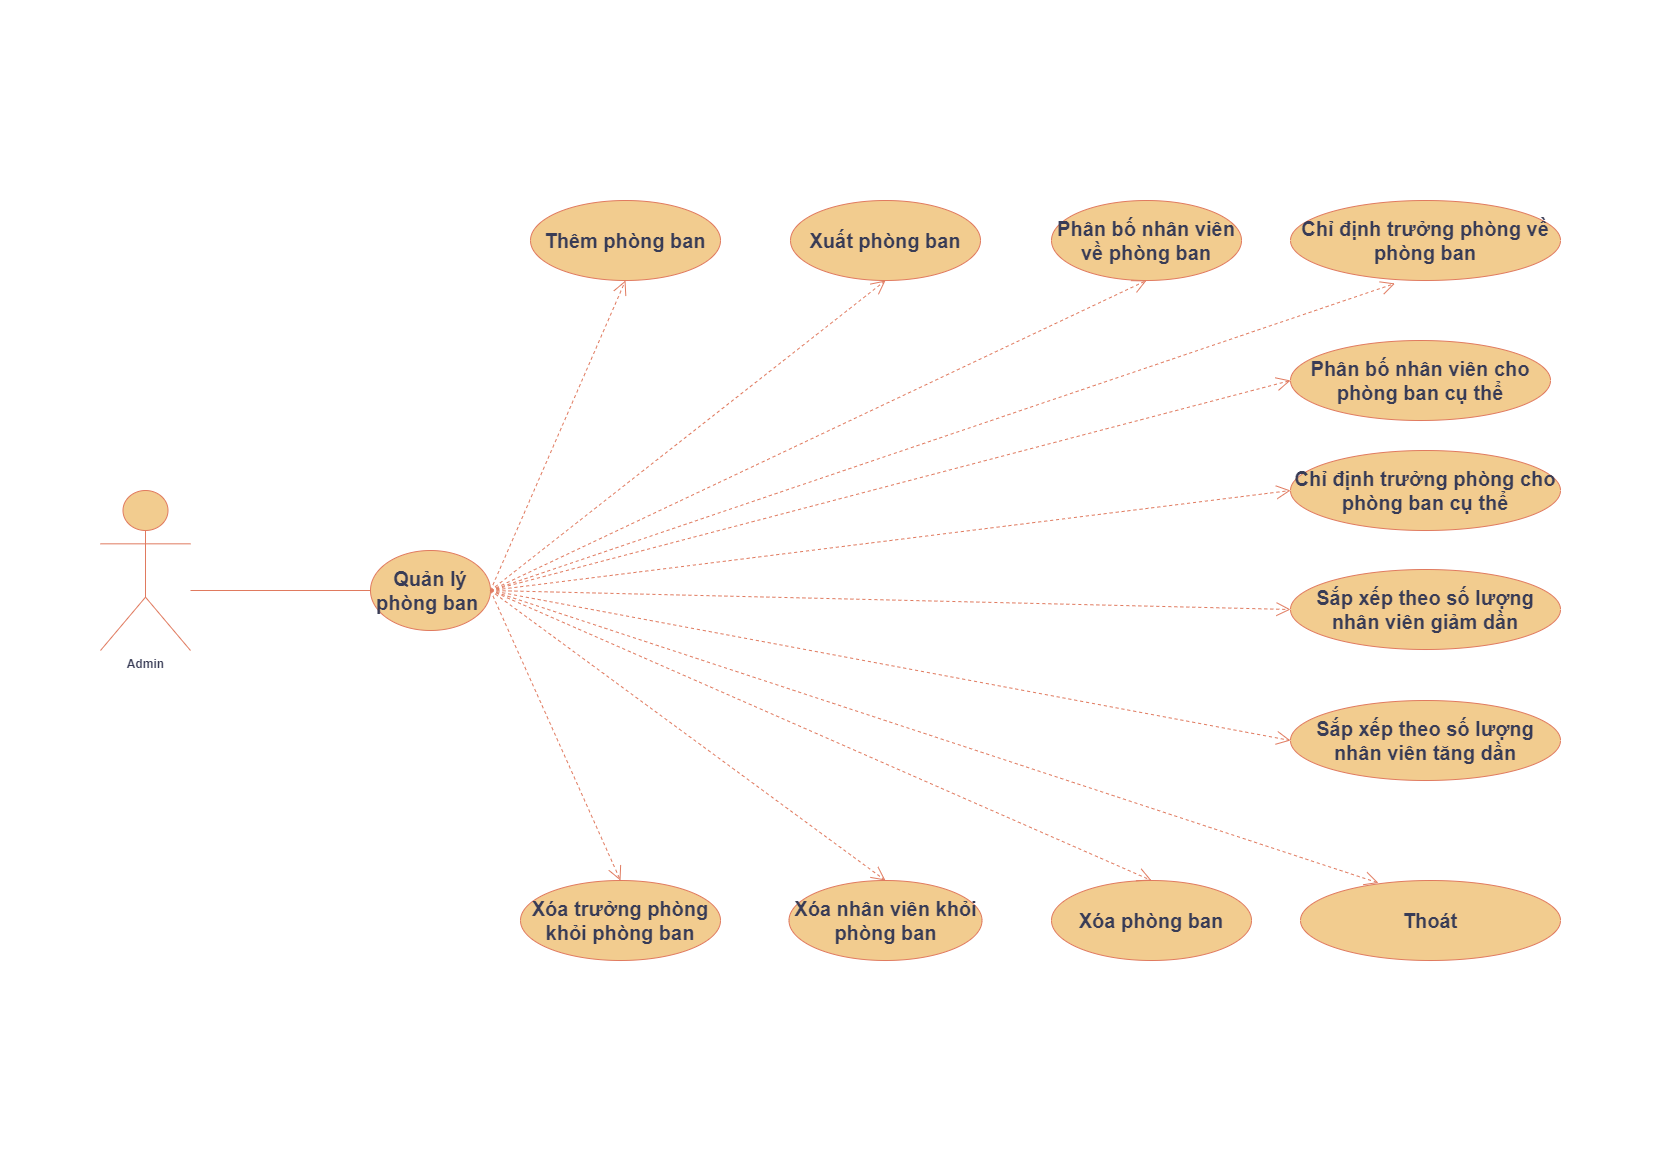 Thêm phòng ban
Xuất phòng ban
Phân bố nhân viên
về phòng ban
Chỉ định trưởng phòng về
phòng ban
Phân bố nhân viên cho
phòng ban cụ thể
Chỉ định trưởng phòng cho
phòng ban cụ thể
Quản lý
phòng ban
Sắp xếp theo số lượng
nhân viên giảm dần
Admin
Sắp xếp theo số lượng
nhân viên tăng dần
Xóa trưởng phòng
khỏi phòng ban
Xóa nhân viên khỏi
phòng ban
Xóa phòng ban
Thoát